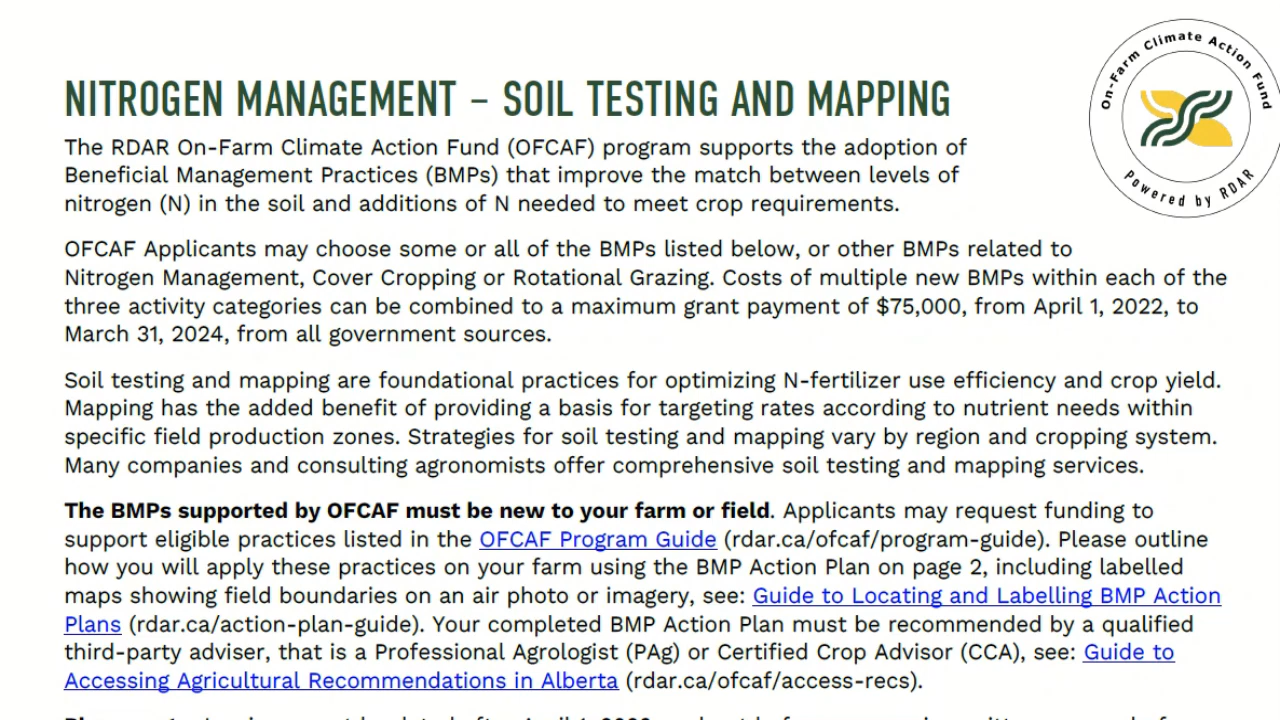 On-Farm Climate Action Fund
Powered by RDAR
NITROGEN MANAGEMENT – SOIL TESTING AND MAPPING
The RDAR On-Farm Climate Action Fund (OFCAF) program supports the adoption of
Beneficial Management Practices (BMPs) that improve the match between levels of
nitrogen (N) in the soil and additions of N needed to meet crop requirements.
OFCAF Applicants may choose some or all of the BMPs listed below, or other BMPs related to
Nitrogen Management, Cover Cropping or Rotational Grazing. Costs of multiple new BMPs within each of the
three activity categories can be combined to a maximum grant payment of $75,000, from April 1, 2022, to
March 31, 2024, from all government sources.
Soil testing and mapping are foundational practices for optimizing N-fertilizer use efficiency and crop yield.
Mapping has the added benefit of providing a basis for targeting rates according to nutrient needs within
specific field production zones. Strategies for soil testing and mapping vary by region and cropping system.
Many companies and consulting agronomists offer comprehensive soil testing and mapping services.
The BMPs supported by OFCAF must be new to your farm or field. Applicants may request funding to
support eligible practices listed in the OFCAF Program Guide (rdar.ca/ofcaf/program-guide). Please outline
how you will apply these practices on your farm using the BMP Action Plan on page 2, including labelled
maps showing field boundaries on an air photo or imagery, see: Guide to Locating and Labelling BMP Action
Plans (rdar.ca/action-plan-guide). Your completed BMP Action Plan must be recommended by a qualified
third-party adviser, that is a Professional Agrologist (PAg) or Certified Crop Advisor (CCA), see: Guide to
Accessing Agricultural Recommendations in Alberta (rdar.ca/ofcaf/access-recs).